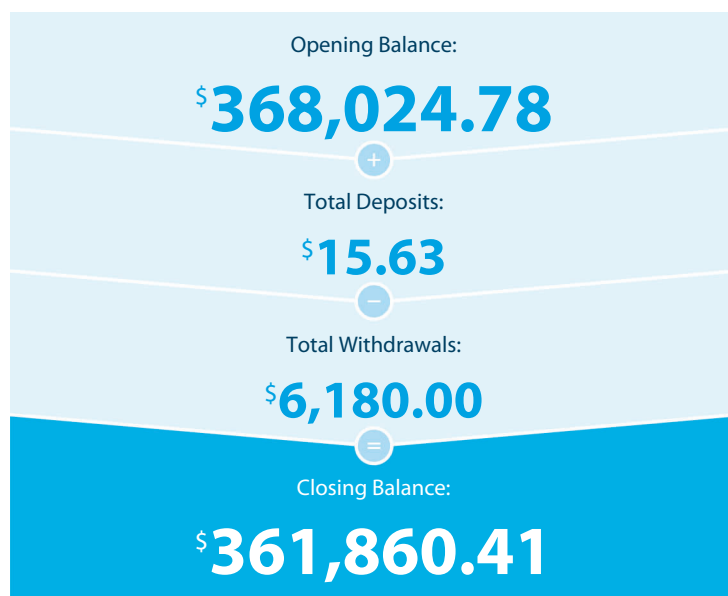 Opening Balance:
$368,024.78
+
Total Deposits:
$15.63
−
Total Withdrawals:
$6,180.00
=
Closing Balance:
$361,860.41